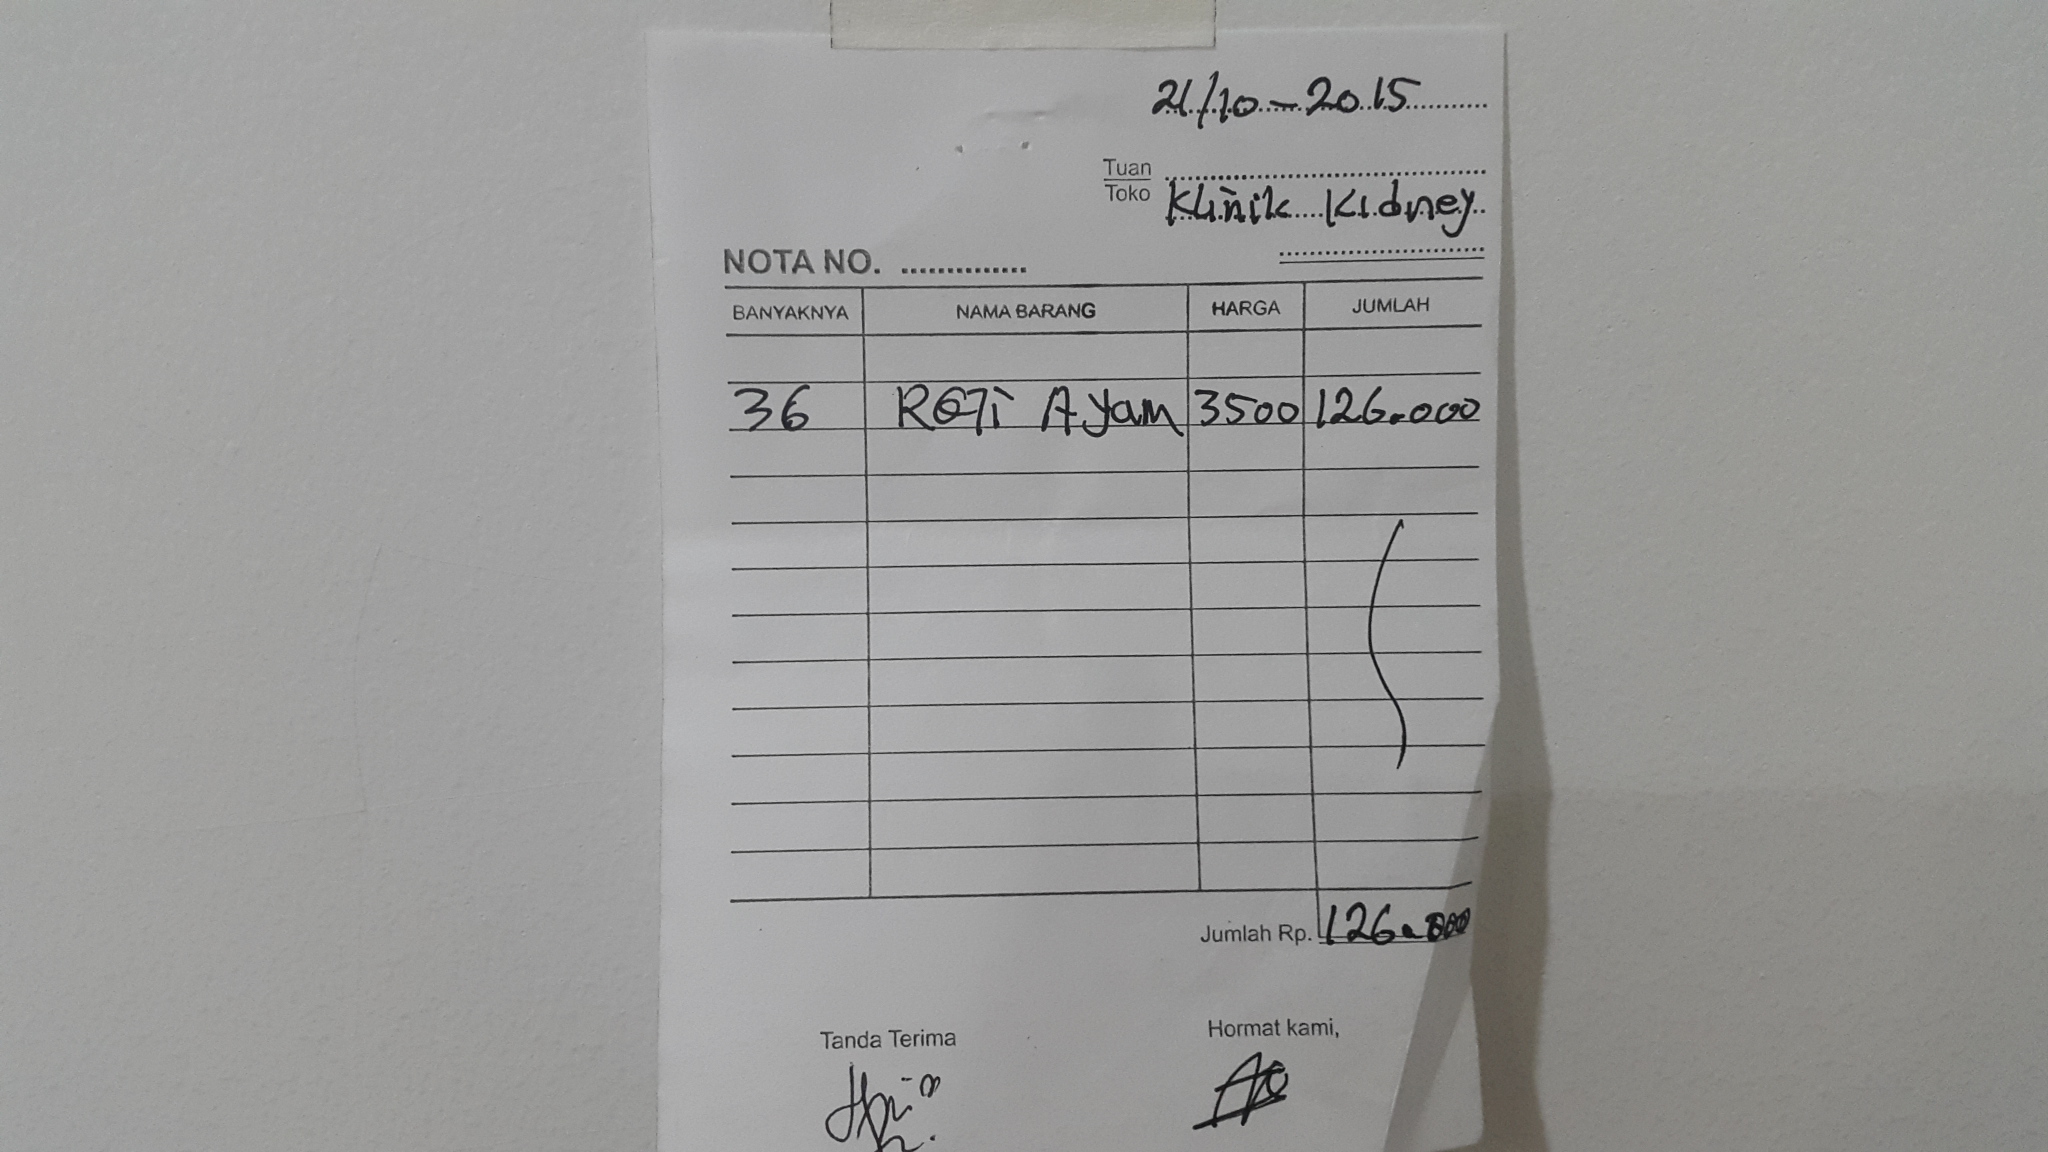 21/10-2015
Tuan
Toko Klinik Kidney
NOTA NO. ..............
BANYAKNYA NAMA BARANG HARGA JUMLAH
36 ROTi AYam 3500 126.000
Jumlah Rp. 126.000
Tanda Terima Hormat kami,